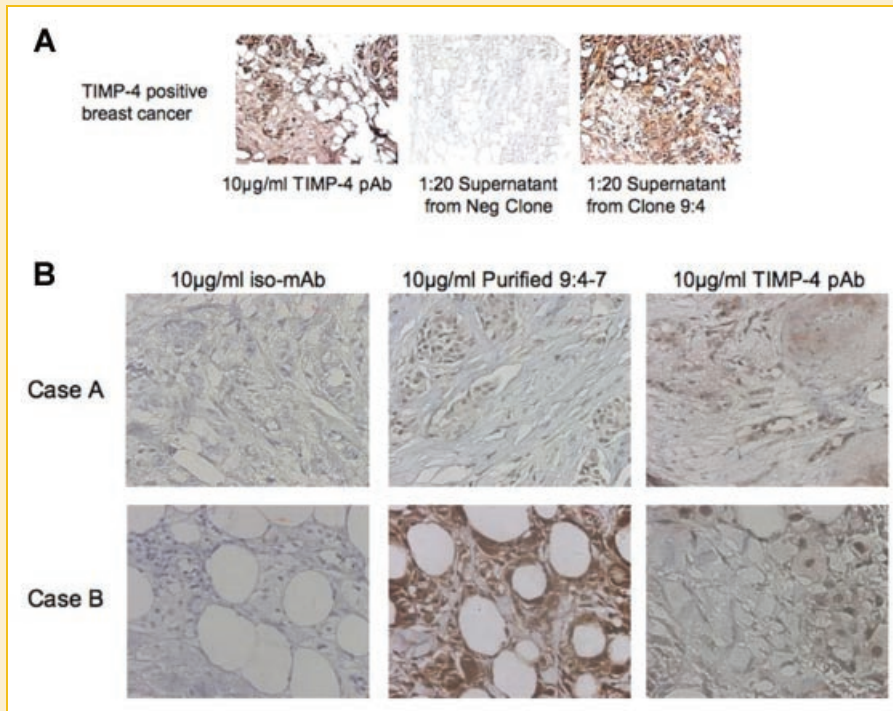 A
TIMP-4 positive
breast cancer
10µg/ml TIMP-4 pAb
1:20 Supernatant
from Neg Clone
1:20 Supernatant
from Clone 9:4
B
10µg/ml iso-mAb
10µg/ml Purified 9:4-7
10µg/ml TIMP-4 pAb
Case A
Case B